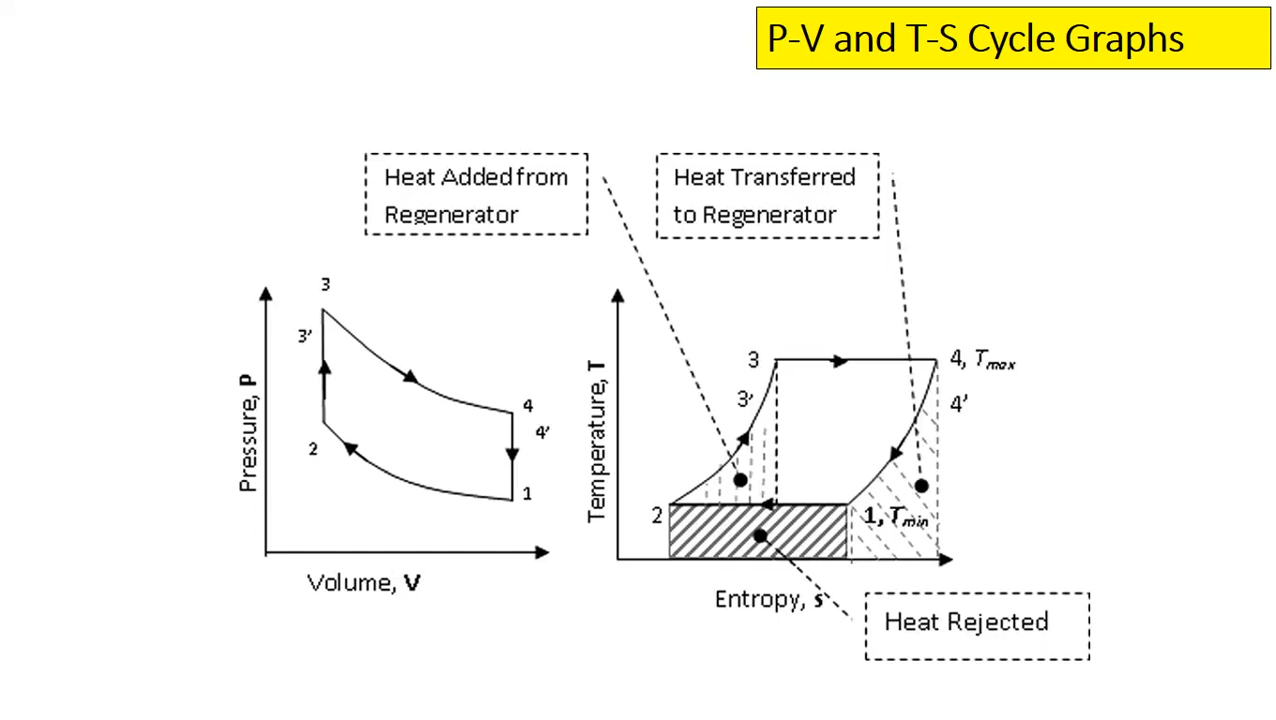 P-V and T-S Cycle Graphs
Heat Added from
Regenerator
Heat Transferred
to Regenerator
3
3'
2
4
4'
1
Pressure, P
Volume, V
3
3'
2
4, Tmax
4'
1, Tmin
Temperature, T
Entropy, s
Heat Rejected